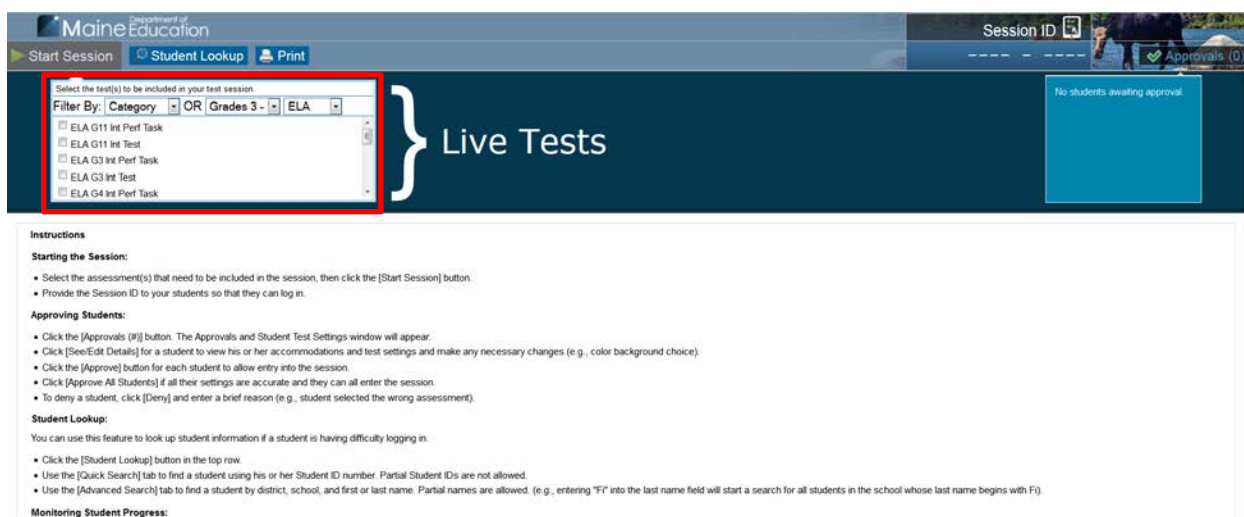 Maine Department of Education
Session ID
Start Session Student Lookup Print
---- - ---- Approvals (0)
Select the test(s) to be included in your test session.
Filter By: Category OR Grades 3 - ELA
ELA G11 Int Perf Task
ELA G11 Int Test
ELA G3 Int Perf Task
ELA G3 Int Test
ELA G4 Int Perf Task
} Live Tests
No students awaiting approval.
Instructions
Starting the Session:
• Select the assessment(s) that need to be included in the session, then click the [Start Session] button.
• Provide the Session ID to your students so that they can log in.
Approving Students:
• Click the [Approvals (#)] button. The Approvals and Student Test Settings window will appear.
• Click [See/Edit Details] for a student to view his or her accommodations and test settings and make any necessary changes (e.g., color background choice).
• Click the [Approve] button for each student to allow entry into the session.
• Click [Approve All Students] if all their settings are accurate and they can all enter the session.
• To deny a student, click [Deny] and enter a brief reason (e.g., student selected the wrong assessment).
Student Lookup:
You can use this feature to look up student information if a student is having difficulty logging in.
• Click the [Student Lookup] button in the top row.
• Use the [Quick Search] tab to find a student using his or her Student ID number. Partial Student IDs are not allowed.
• Use the [Advanced Search] tab to find a student by district, school, and first or last name. Partial names are allowed. (e.g., entering "Fi" into the last name field will start a search for all students in the school whose last name begins with Fi).
Monitoring Student Progress: